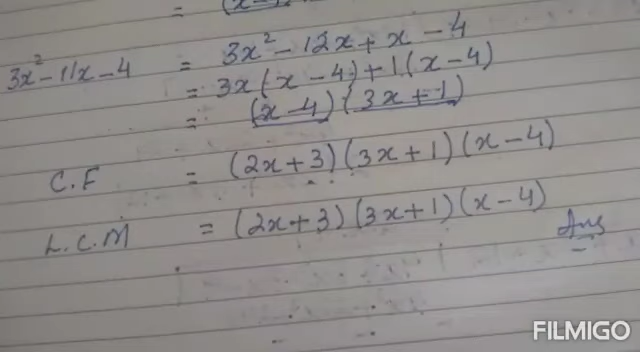 =
3x² - 11x - 4 = 3x² - 12x + x - 4
= 3x(x - 4) + 1(x - 4)
= (x - 4) (3x + 1)
C.F = (2x + 3) (3x + 1) (x - 4)
L.C.M = (2x + 3) (3x + 1) (x - 4)
Ans
FILMIGO